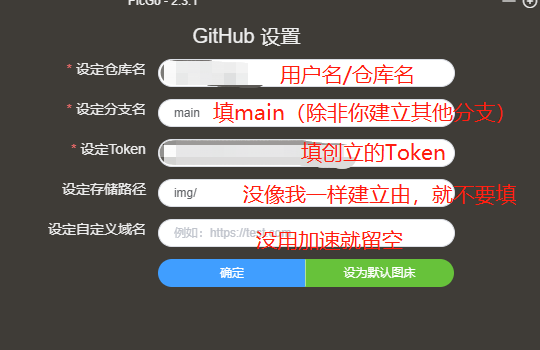 PicGo - 2.3.1
GitHub 设置
* 设定仓库名 用户名/仓库名
* 设定分支名 main 填main（除非你建立其他分支）
* 设定Token 填创立的Token
设定存储路径 img/ 没像我一样建立由，就不要填
设定自定义域名 例如：https://test.com 没用加速就留空
确定 设为默认图床